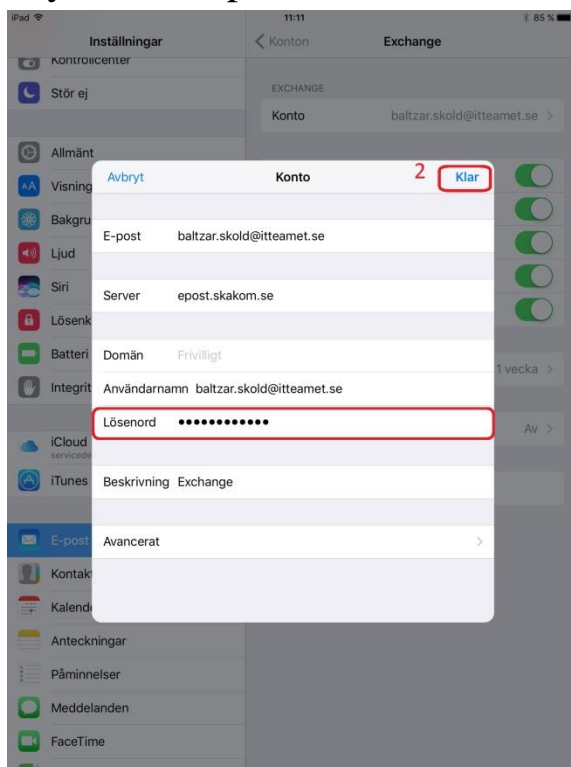 iPad 11:11 85 %
Inställningar
Konton Exchange
Kontrollcenter
Stör ej
EXCHANGE
Konto baltzar.skold@itteamet.se
Allmänt
Visning
Bakgru
Ljud
Siri
Lösenk
Batteri
Integrit
iCloud
iTunes
E-post
Kontakt
Kalende
Anteckningar
Påminnelser
Meddelanden
FaceTime
Avbryt Konto 2 Klar
E-post baltzar.skold@itteamet.se
Server epost.skakom.se
Domän Frivilligt
Användarnamn baltzar.skold@itteamet.se
Lösenord ••••••••••••
Beskrivning Exchange
Avancerat
1 vecka
Av